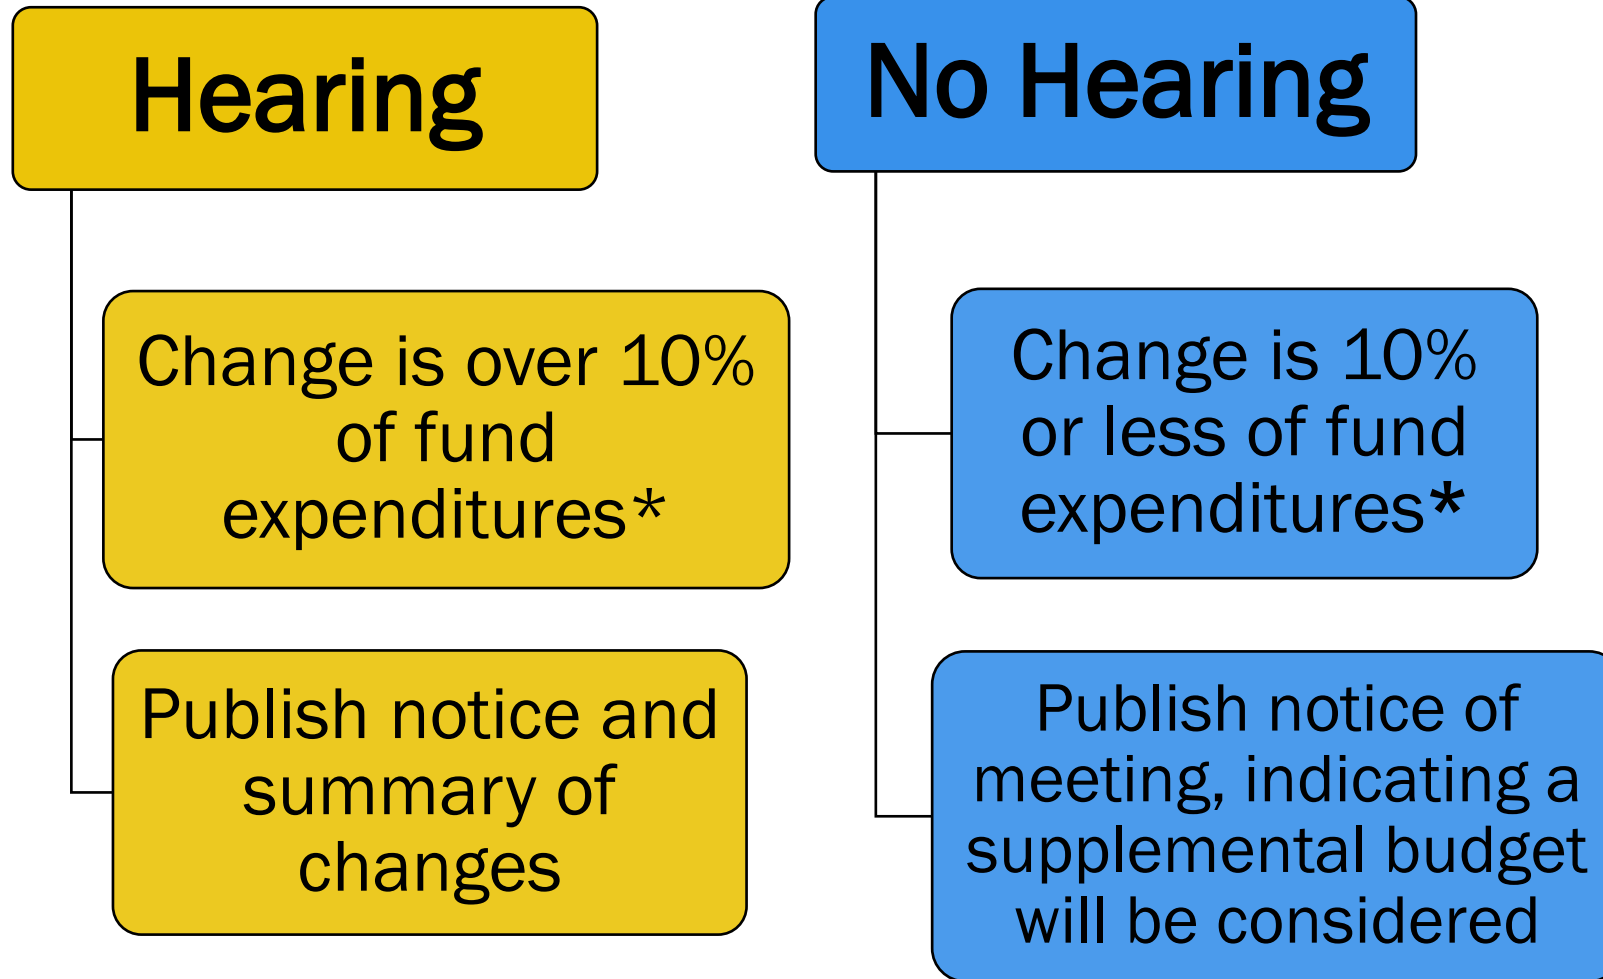 Hearing
Change is over 10%
of fund
expenditures*
Publish notice and
summary of
changes
No Hearing
Change is 10%
or less of fund
expenditures*
Publish notice of
meeting, indicating a
supplemental budget
will be considered